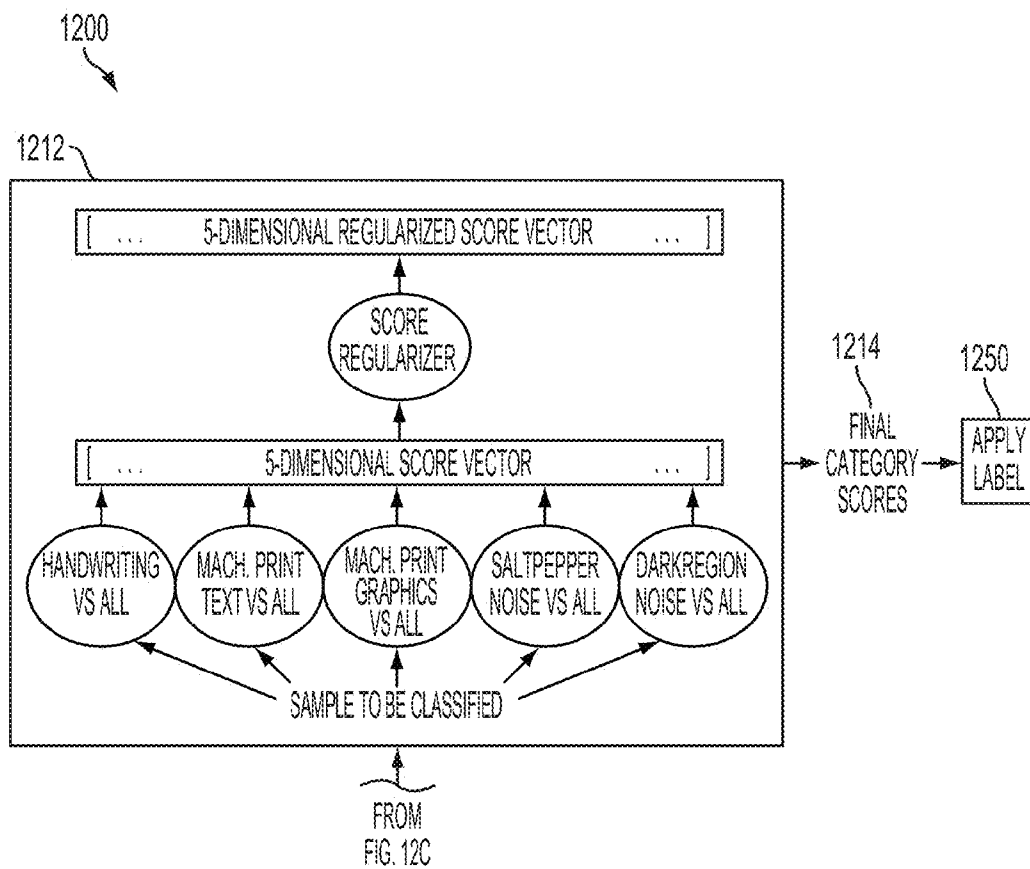 1200
1212
[ ... 5-DIMENSIONAL REGULARIZED SCORE VECTOR ... ]
SCORE
REGULARIZER
[ ... 5-DIMENSIONAL SCORE VECTOR ... ]
HANDWRITING
VS ALL
MACH. PRINT
TEXT VS ALL
MACH. PRINT
GRAPHICS
VS ALL
SALTPEPPER
NOISE VS ALL
DARKREGION
NOISE VS ALL
SAMPLE TO BE CLASSIFIED
FROM
FIG. 12C
1214
FINAL
CATEGORY
SCORES
1250
APPLY
LABEL